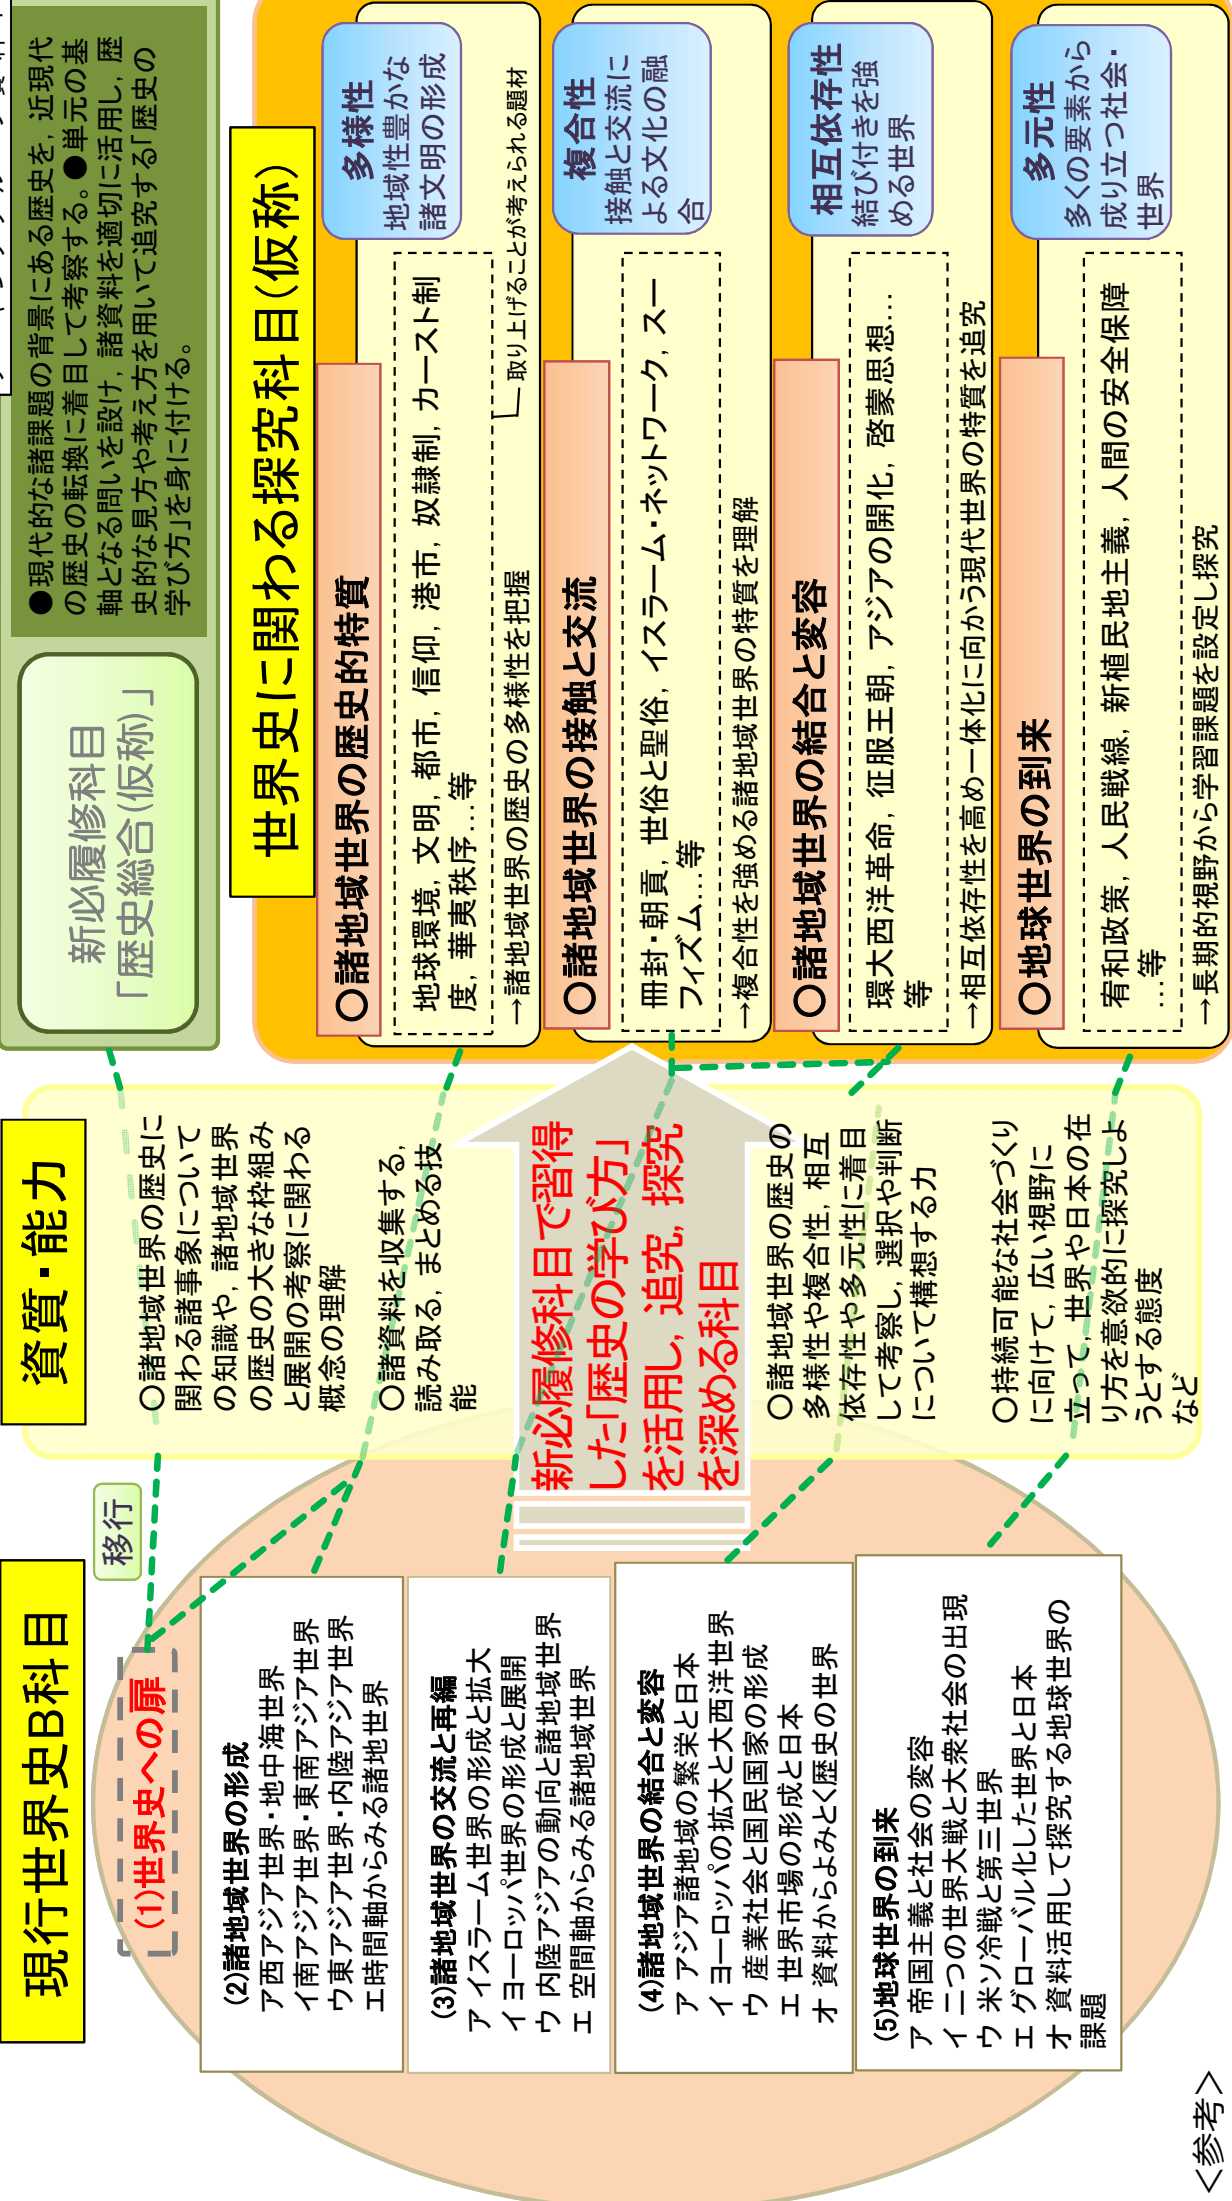 現行世界史B科目
移行
(1)世界史への扉
(2)諸地域世界の形成
ア西アジア世界・地中海世界
イ南アジア世界・東南アジア世界
ウ東アジア世界・内陸アジア世界
エ時間軸からみる諸地世界
(3)諸地域世界の交流と再編
ア イスラーム世界の形成と拡大
イ ヨーロッパ世界の形成と展開
ウ 内陸アジアの動向と諸地域世界
エ 空間軸からみる諸地域世界
(4)諸地域世界の結合と変容
ア アジア諸地域の繁栄と日本
イ ヨーロッパの拡大と大西洋世界
ウ 産業社会と国民国家の形成
エ 世界市場の形成と日本
オ 資料からよみとく歴史の世界
(5)地球世界の到来
ア 帝国主義と社会の変容
イ 二つの世界大戦と大衆社会の出現
ウ 米ソ冷戦と第三世界
エ グローバル化した世界と日本
オ 資料活用して探究する地球世界の
課題
<参考>
資質・能力
○諸地域世界の歴史に
関わる諸事象について
の知識や,諸地域世界
の歴史の大きな枠組み
と展開の考察に関わる
概念の理解
○諸資料を収集する,
読み取る,まとめる技
能
新必履修科目で習得
した「歴史の学び方」
を活用し,追究,探究
を深める科目
○諸地域世界の歴史の
多様性や複合性,相互
依存性や多元性に着目
して考察し,選択や判断
について構想する力
○持続可能な社会づくり
に向けて,広い視野に
立って,世界や日本の在
り方を意欲的に探究しよ
うとする態度
など
新必履修科目
「歴史総合(仮称)」
●現代的な諸課題の背景にある歴史を,近現代
の歴史の転換に着目して考察する。●単元の基
軸となる問いを設け,諸資料を適切に活用し,歴
史的な見方や考え方を用いて追究する「歴史の
学び方」を身に付ける。
世界史に関わる探究科目(仮称)
○諸地域世界の歴史的特質
多様性
地域性豊かな
諸文明の形成
地球環境,文明,都市,信仰,港市,奴隷制,カースト制
度,華夷秩序…等
取り上げることが考えられる題材
→諸地域世界の歴史の多様性を把握
○諸地域世界の接触と交流
複合性
接触と交流に
よる文化の融
合
冊封・朝貢,世俗と聖俗,イスラーム・ネットワーク,スー
フィズム…等
→複合性を強める諸地域世界の特質を理解
○諸地域世界の結合と変容
相互依存性
結び付きを強
める世界
環大西洋革命,征服王朝,アジアの開化,啓蒙思想…
等
→相互依存性を高め一体化に向かう現代世界の特質を追究
○地球世界の到来
多元性
多くの要素から
成り立つ社会・
世界
宥和政策,人民戦線,新植民地主義,人間の安全保障
…等
→長期的視野から学習課題を設定し探究